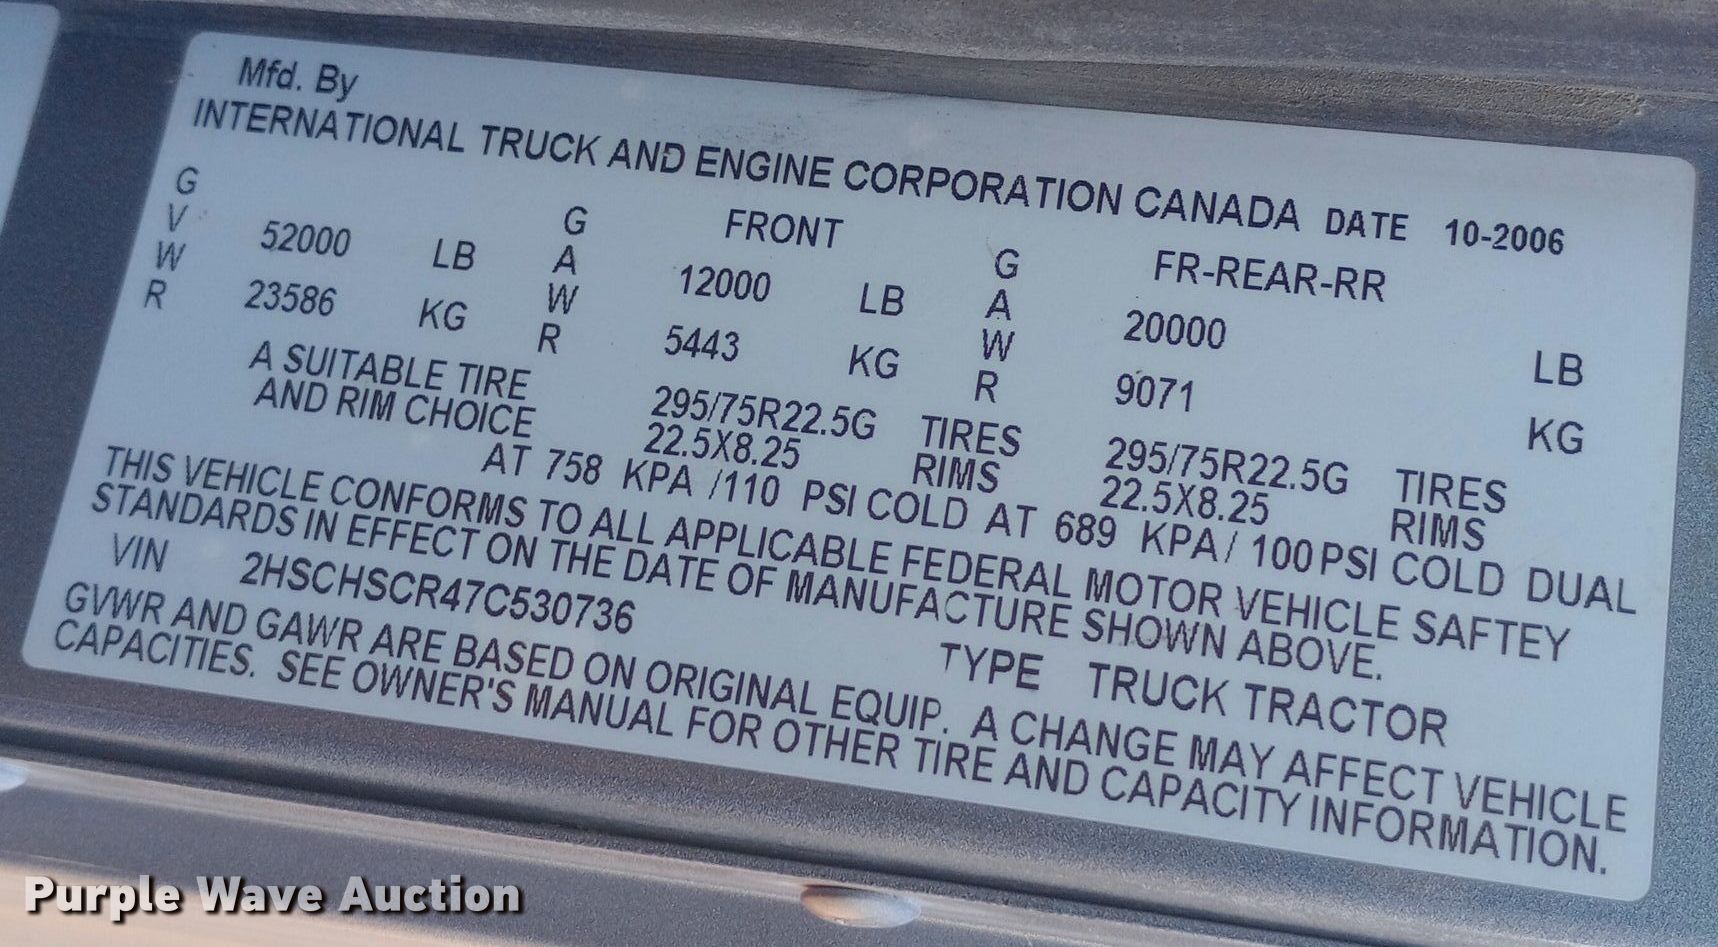 Mfd. By
INTERNATIONAL TRUCK AND ENGINE CORPORATION CANADA DATE 10-2006
GVWR 52000 LB GAWR FRONT 12000 LB GAWR FR-REAR-RR 20000 LB
23586 KG 5443 KG 9071 KG
A SUITABLE TIRE 295/75R22.5G TIRES 295/75R22.5G TIRES
AND RIM CHOICE 22.5X8.25 RIMS 22.5X8.25 RIMS
AT 758 KPA /110 PSI COLD AT 689 KPA/ 100 PSI COLD DUAL
THIS VEHICLE CONFORMS TO ALL APPLICABLE FEDERAL MOTOR VEHICLE SAFTEY
STANDARDS IN EFFECT ON THE DATE OF MANUFACTURE SHOWN ABOVE.
VIN 2HSCHSCR47C530736 TYPE TRUCK TRACTOR
GVWR AND GAWR ARE BASED ON ORIGINAL EQUIP. A CHANGE MAY AFFECT VEHICLE
CAPACITIES. SEE OWNER'S MANUAL FOR OTHER TIRE AND CAPACITY INFORMATION.
Purple Wave Auction